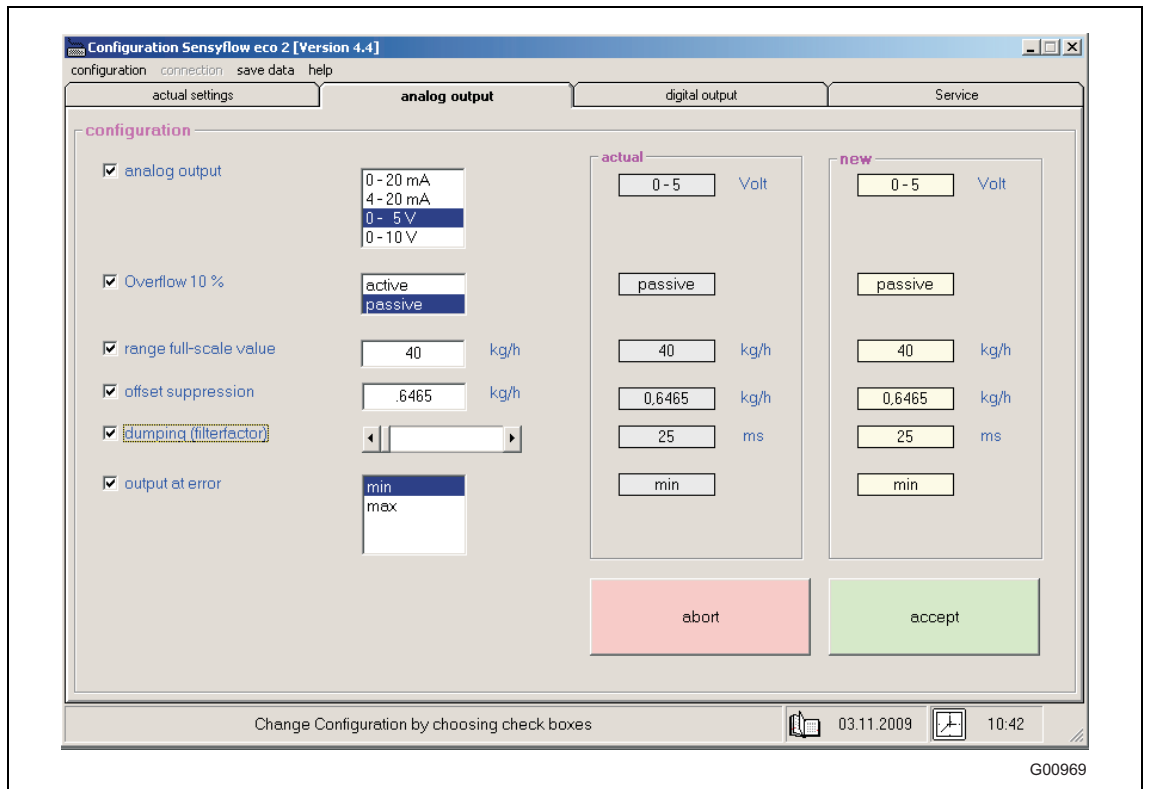 Configuration Sensyflow eco 2 [Version 4.4]
configuration connection save data help
actual settings analog output digital output Service
configuration
actual new
analog output
0 - 20 mA
4 - 20 mA
0 - 5 V
0 - 10 V
0 - 5 Volt 0 - 5 Volt
Overflow 10 %
active
passive
passive passive
range full-scale value 40 kg/h 40 kg/h 40 kg/h
offset suppression .6465 kg/h 0,6465 kg/h 0,6465 kg/h
dumping (filterfactor) 25 ms 25 ms
output at error
min
max
min min
abort accept
Change Configuration by choosing check boxes 03.11.2009 10:42
G00969